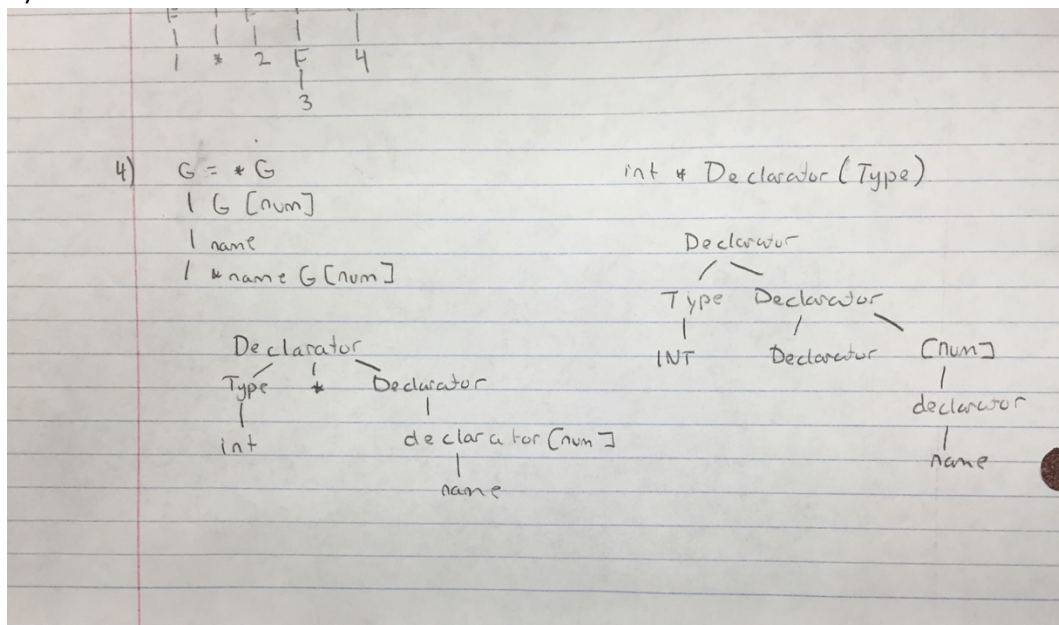 1 * 2 F 4
3
4) G = * G
| G [num]
| name
| * name G [num]
Declarator
Type * Declarator
int declarator [num]
name
int * Declarator (Type)
Declarator
Type Declarator
INT Declarator [num]
declarator
name